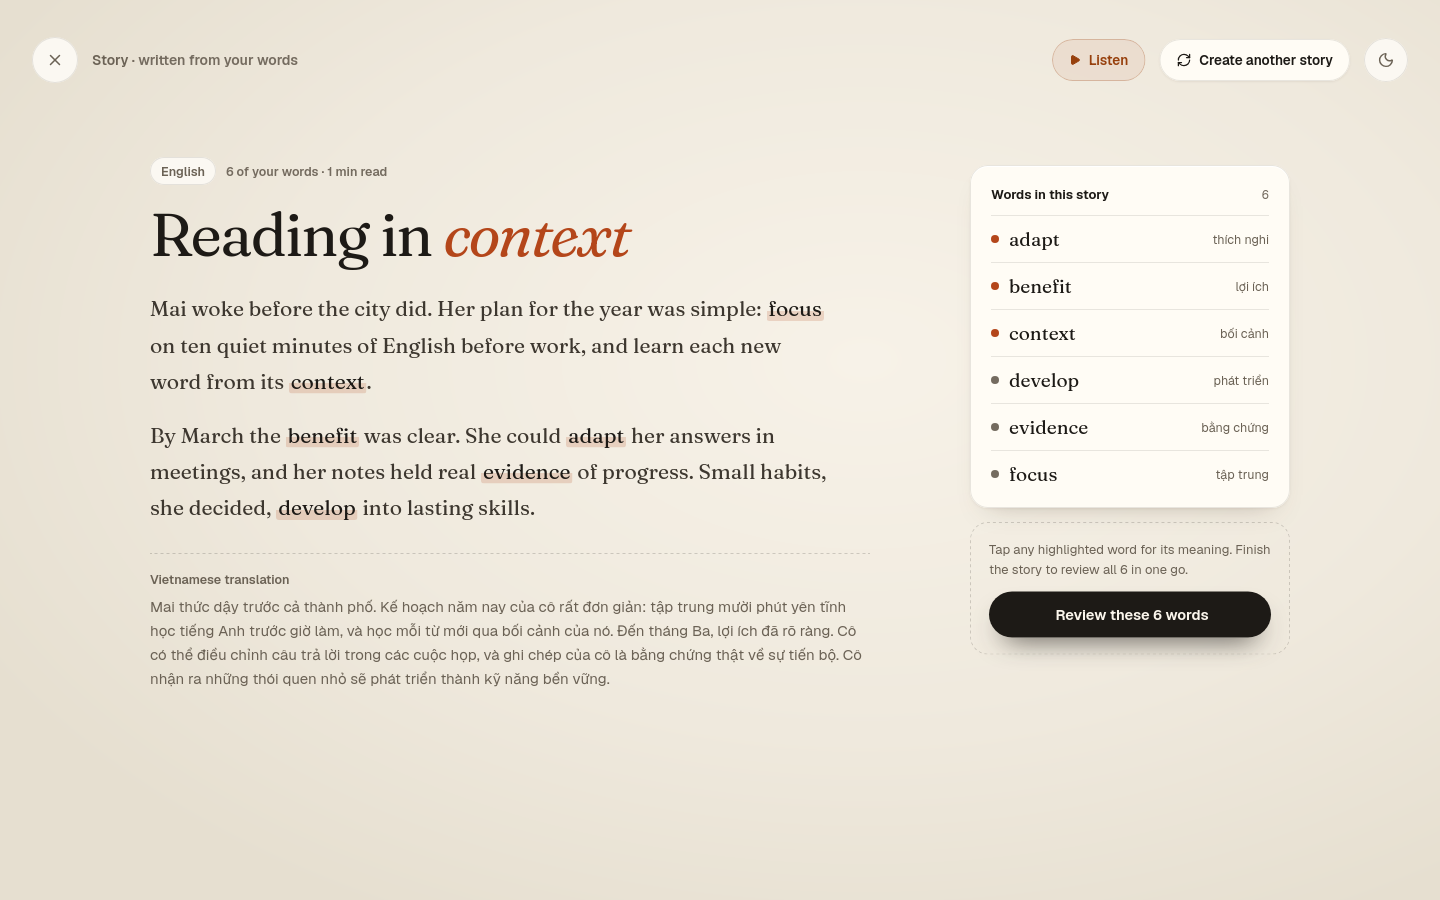 Story · written from your words
Listen
Create another story
English
6 of your words · 1 min read
Reading in context
Mai woke before the city did. Her plan for the year was simple: focus
on ten quiet minutes of English before work, and learn each new
word from its context.
By March the benefit was clear. She could adapt her answers in
meetings, and her notes held real evidence of progress. Small habits,
she decided, develop into lasting skills.
Vietnamese translation
Mai thức dậy trước cả thành phố. Kế hoạch năm nay của cô rất đơn giản: tập trung mười phút yên tĩnh
học tiếng Anh trước giờ làm, và học mỗi từ mới qua bối cảnh của nó. Đến tháng Ba, lợi ích đã rõ ràng. Cô
có thể điều chỉnh câu trả lời trong các cuộc họp, và ghi chép của cô là bằng chứng thật về sự tiến bộ. Cô
nhận ra những thói quen nhỏ sẽ phát triển thành kỹ năng bền vững.
Words in this story 6
adapt thích nghi
benefit lợi ích
context bối cảnh
develop phát triển
evidence bằng chứng
focus tập trung
Tap any highlighted word for its meaning. Finish
the story to review all 6 in one go.
Review these 6 words